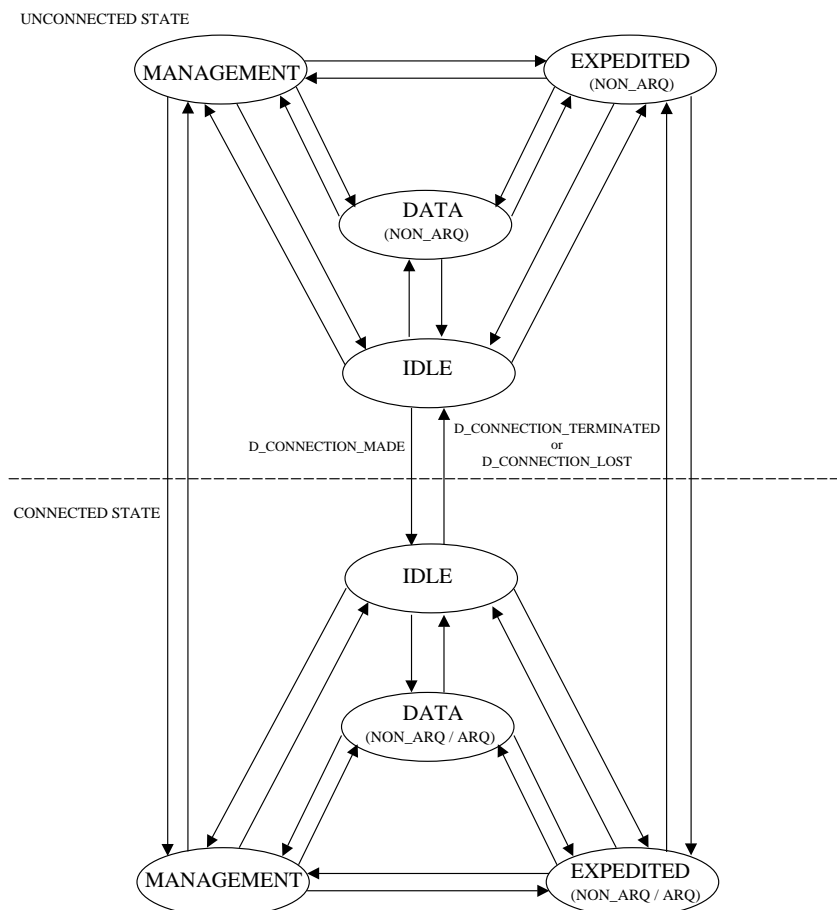 UNCONNECTED STATE
MANAGEMENT
EXPEDITED
(NON_ARQ)
DATA
(NON_ARQ)
IDLE
D_CONNECTION_MADE
D_CONNECTION_TERMINATED
or
D_CONNECTION_LOST
CONNECTED STATE
IDLE
DATA
(NON_ARQ / ARQ)
MANAGEMENT
EXPEDITED
(NON_ARQ / ARQ)